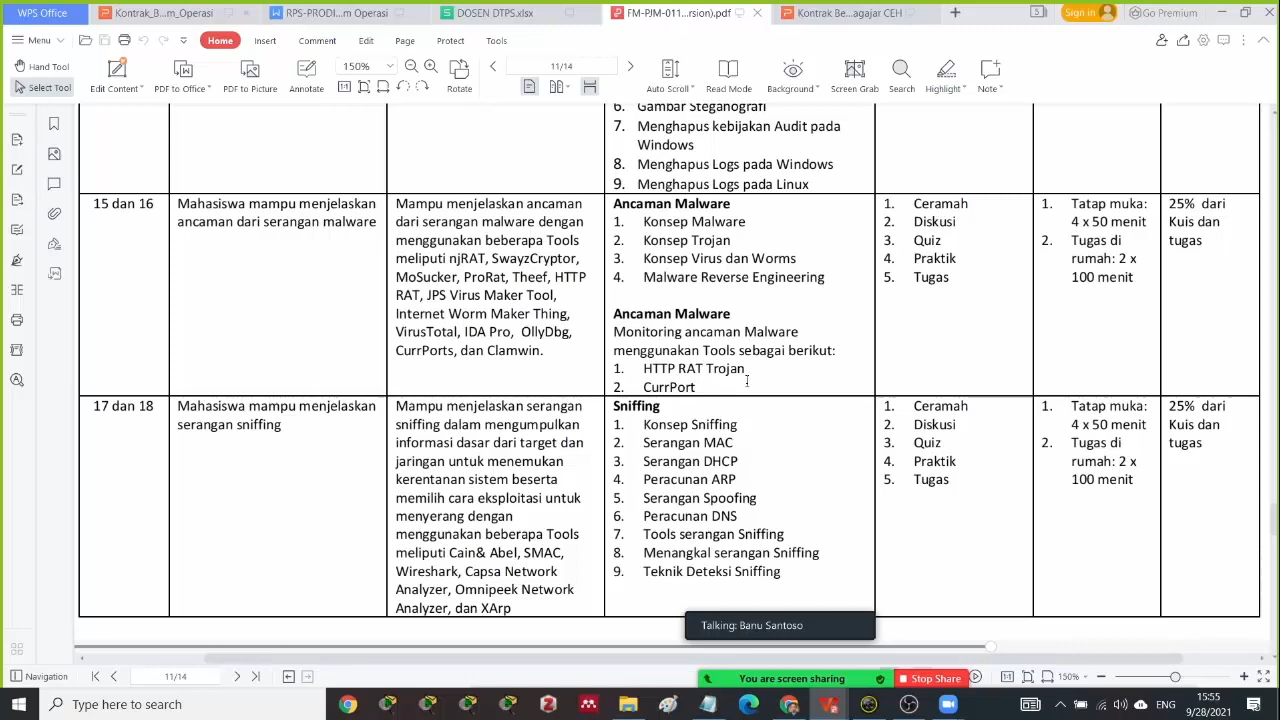 WPS Office
Kontrak_B...m_Operasi
RPS-PRODI...m Operasi
DOSEN DTPS.xlsx
FM-PJM-011...rsion).pdf
Kontrak Be...agajar CEH
Sign in
Go Premium
Menu
Home
Insert
Comment
Edit
Page
Protect
Tools
Hand Tool
Select Tool
Edit Content
PDF to Office
PDF to Picture
Annotate
150%
Rotate
11/14
Auto Scroll
Read Mode
Background
Screen Grab
Search
Highlight
Note
6. Gambar Steganografi
7. Menghapus kebijakan Audit pada
Windows
8. Menghapus Logs pada Windows
9. Menghapus Logs pada Linux
15 dan 16
Mahasiswa mampu menjelaskan
ancaman dari serangan malware
Mampu menjelaskan ancaman
dari serangan malware dengan
menggunakan beberapa Tools
meliputi njRAT, SwayzCryptor,
MoSucker, ProRat, Theef, HTTP
RAT, JPS Virus Maker Tool,
Internet Worm Maker Thing,
VirusTotal, IDA Pro, OllyDbg,
CurrPorts, dan Clamwin.
Ancaman Malware
1. Konsep Malware
2. Konsep Trojan
3. Konsep Virus dan Worms
4. Malware Reverse Engineering
Ancaman Malware
Monitoring ancaman Malware
menggunakan Tools sebagai berikut:
1. HTTP RAT Trojan
2. CurrPort
1. Ceramah
2. Diskusi
3. Quiz
4. Praktik
5. Tugas
1. Tatap muka:
4 x 50 menit
2. Tugas di
rumah: 2 x
100 menit
25% dari
Kuis dan
tugas
17 dan 18
Mahasiswa mampu menjelaskan
serangan sniffing
Mampu menjelaskan serangan
sniffing dalam mengumpulkan
informasi dasar dari target dan
jaringan untuk menemukan
kerentanan sistem beserta
memilih cara eksploitasi untuk
menyerang dengan
menggunakan beberapa Tools
meliputi Cain& Abel, SMAC,
Wireshark, Capsa Network
Analyzer, Omnipeek Network
Analyzer, dan XArp
Sniffing
1. Konsep Sniffing
2. Serangan MAC
3. Serangan DHCP
4. Peracunan ARP
5. Serangan Spoofing
6. Peracunan DNS
7. Tools serangan Sniffing
8. Menangkal serangan Sniffing
9. Teknik Deteksi Sniffing
1. Ceramah
2. Diskusi
3. Quiz
4. Praktik
5. Tugas
1. Tatap muka:
4 x 50 menit
2. Tugas di
rumah: 2 x
100 menit
25% dari
Kuis dan
tugas
Talking: Banu Santoso
Navigation
11/14
You are screen sharing
Stop Share
150%
Type here to search
ENG
15:55
9/28/2021